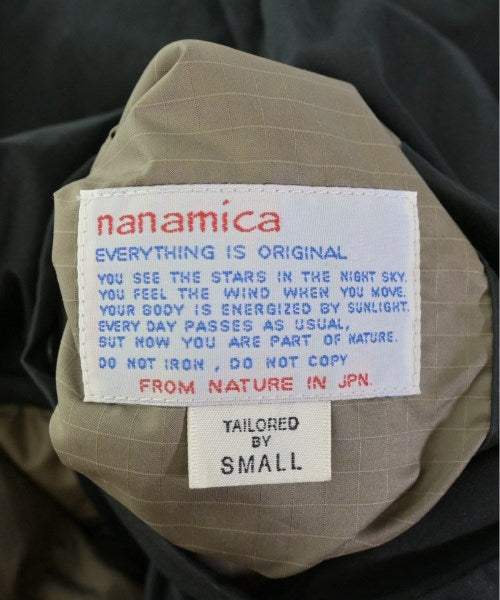 nanamica
EVERYTHING IS ORIGINAL
YOU SEE THE STARS IN THE NIGHT SKY.
YOU FEEL THE WIND WHEN YOU MOVE.
YOUR BODY IS ENERGIZED BY SUNLIGHT.
EVERY DAY PASSES AS USUAL,
BUT NOW YOU ARE PART OF NATURE.
DO NOT IRON , DO NOT COPY
FROM NATURE IN JPN.
TAILORED
BY
SMALL